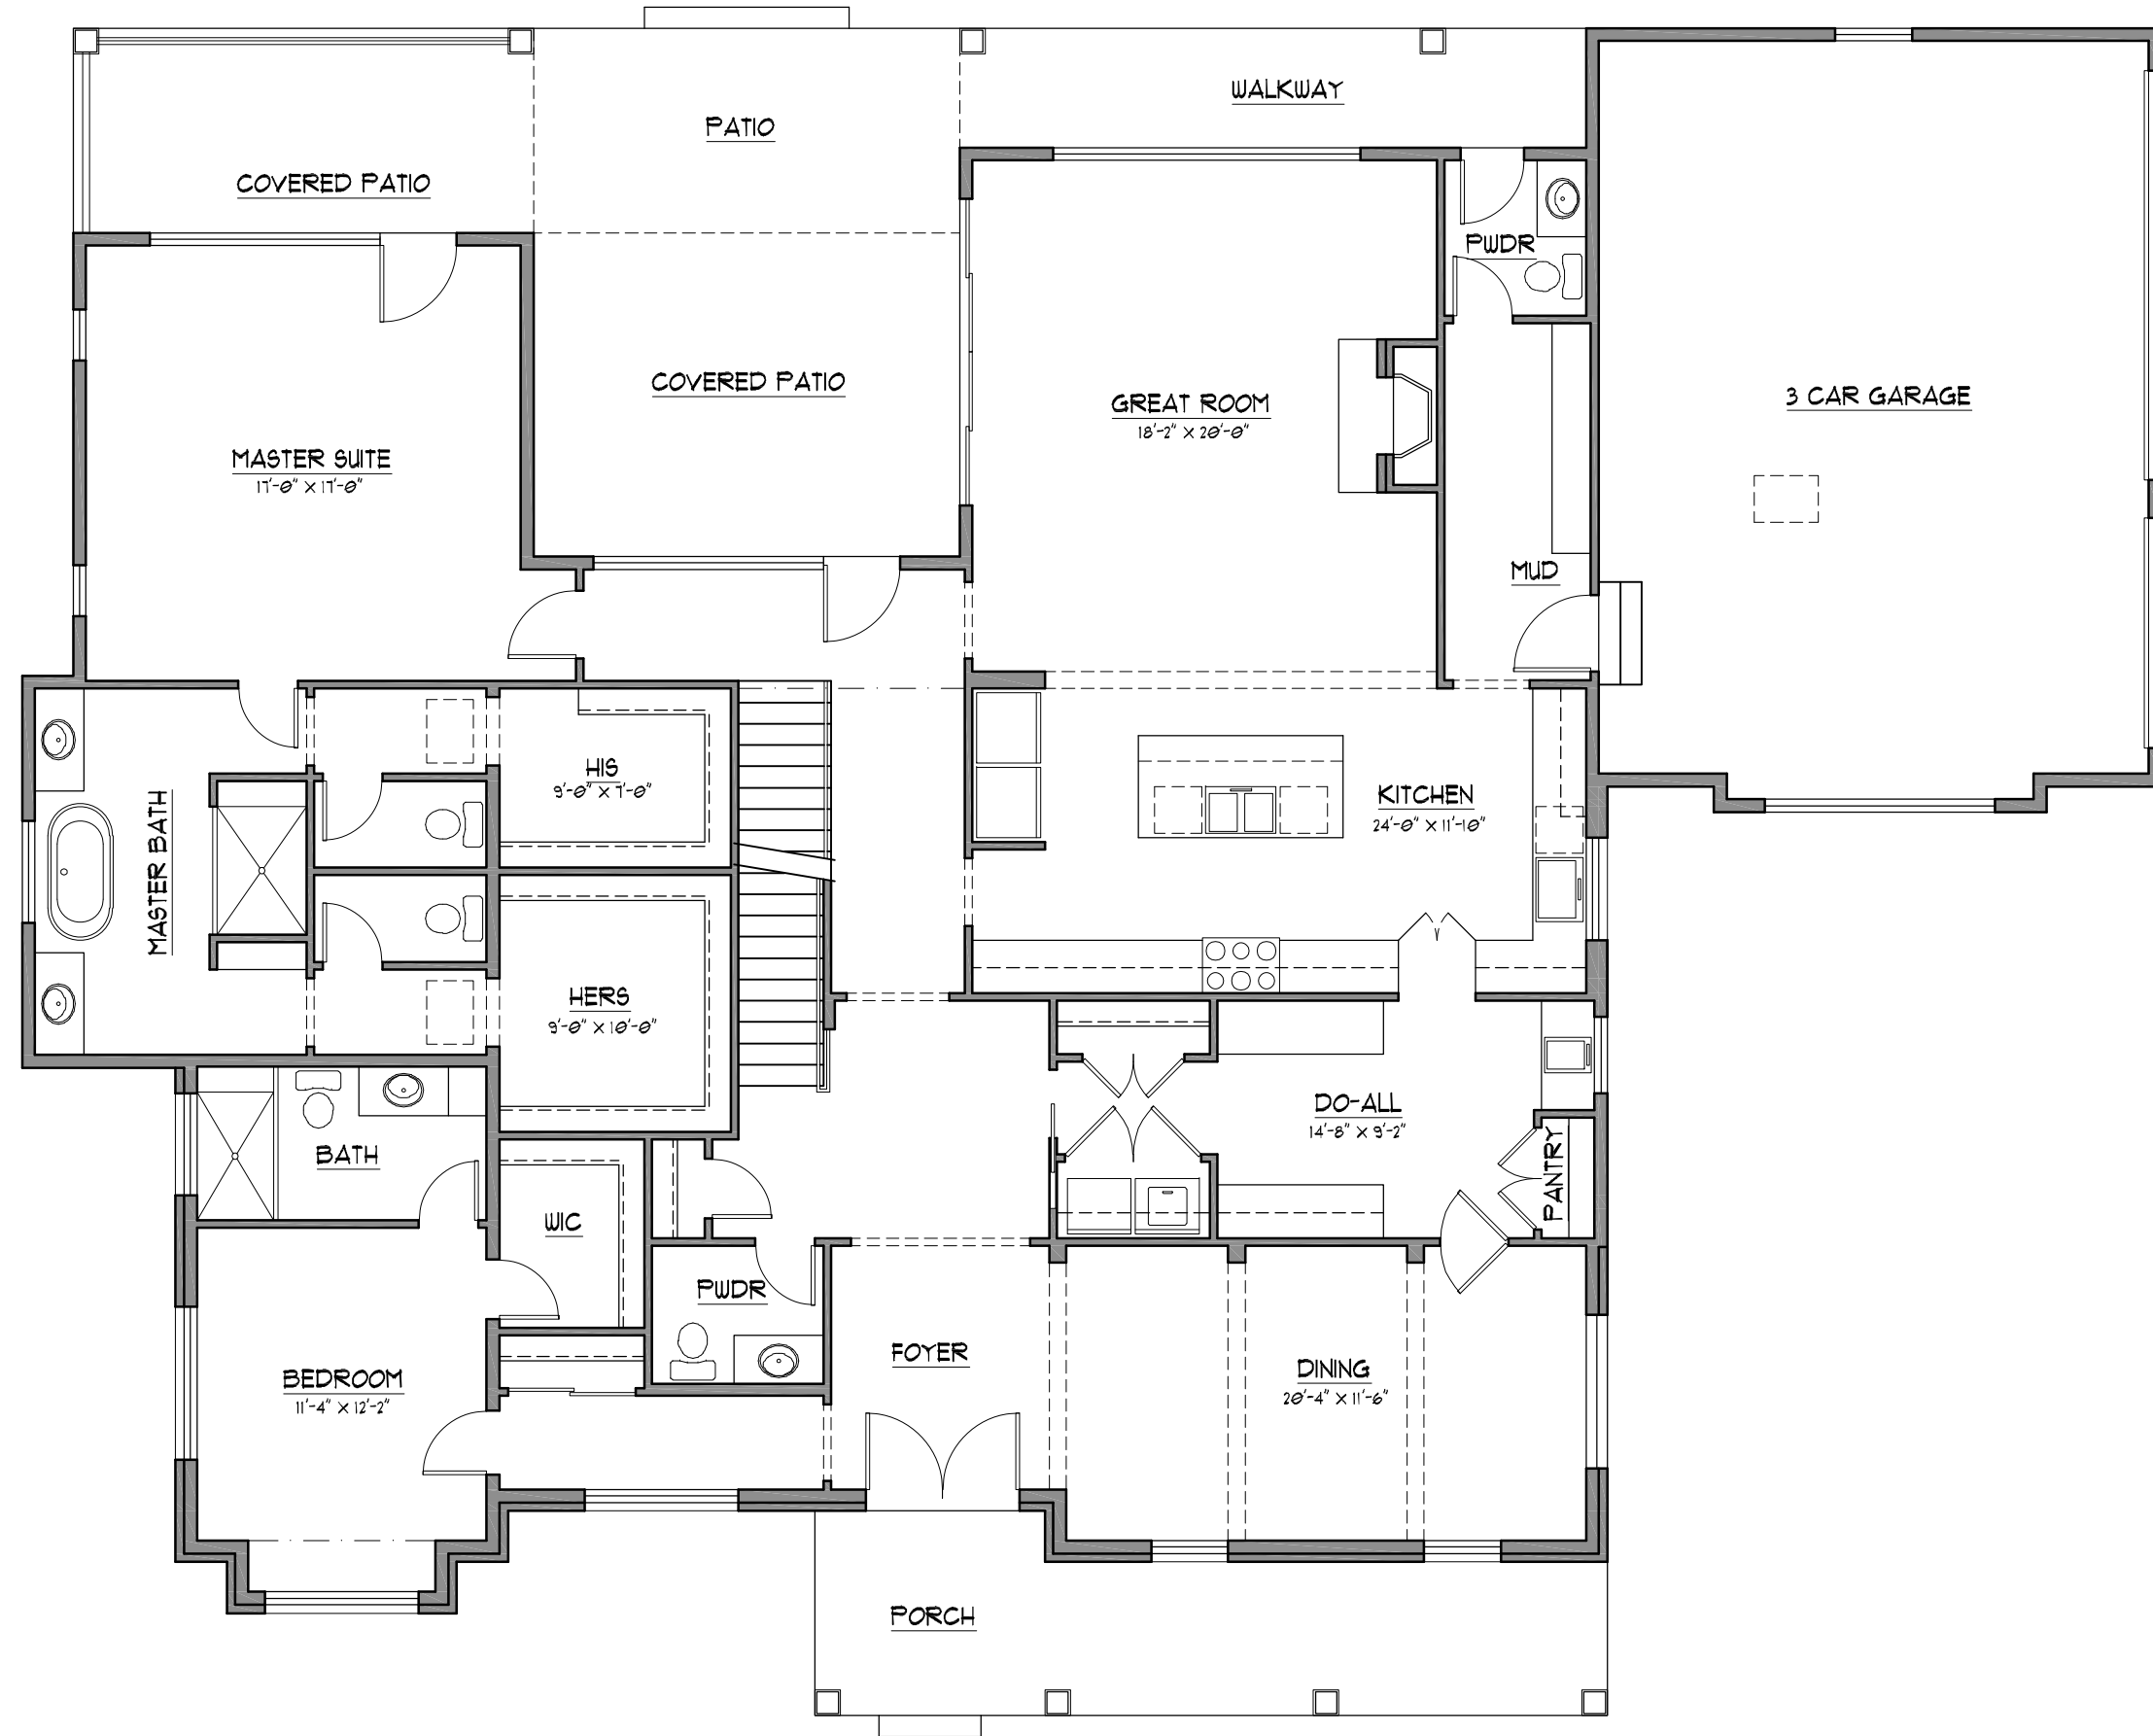 WALKWAY
PATIO
COVERED PATIO
PWDR
COVERED PATIO
GREAT ROOM
18'-2" X 20'-0"
3 CAR GARAGE
MASTER SUITE
17'-0" X 17'-0"
MUD
HIS
9'-0" X 7'-0"
KITCHEN
24'-0" X 11'-10"
MASTER BATH
HERS
9'-0" X 10'-0"
DO-ALL
14'-8" X 9'-2"
BATH
PANTRY
WIC
PWDR
FOYER
BEDROOM
11'-4" X 12'-2"
DINING
20'-4" X 11'-6"
PORCH